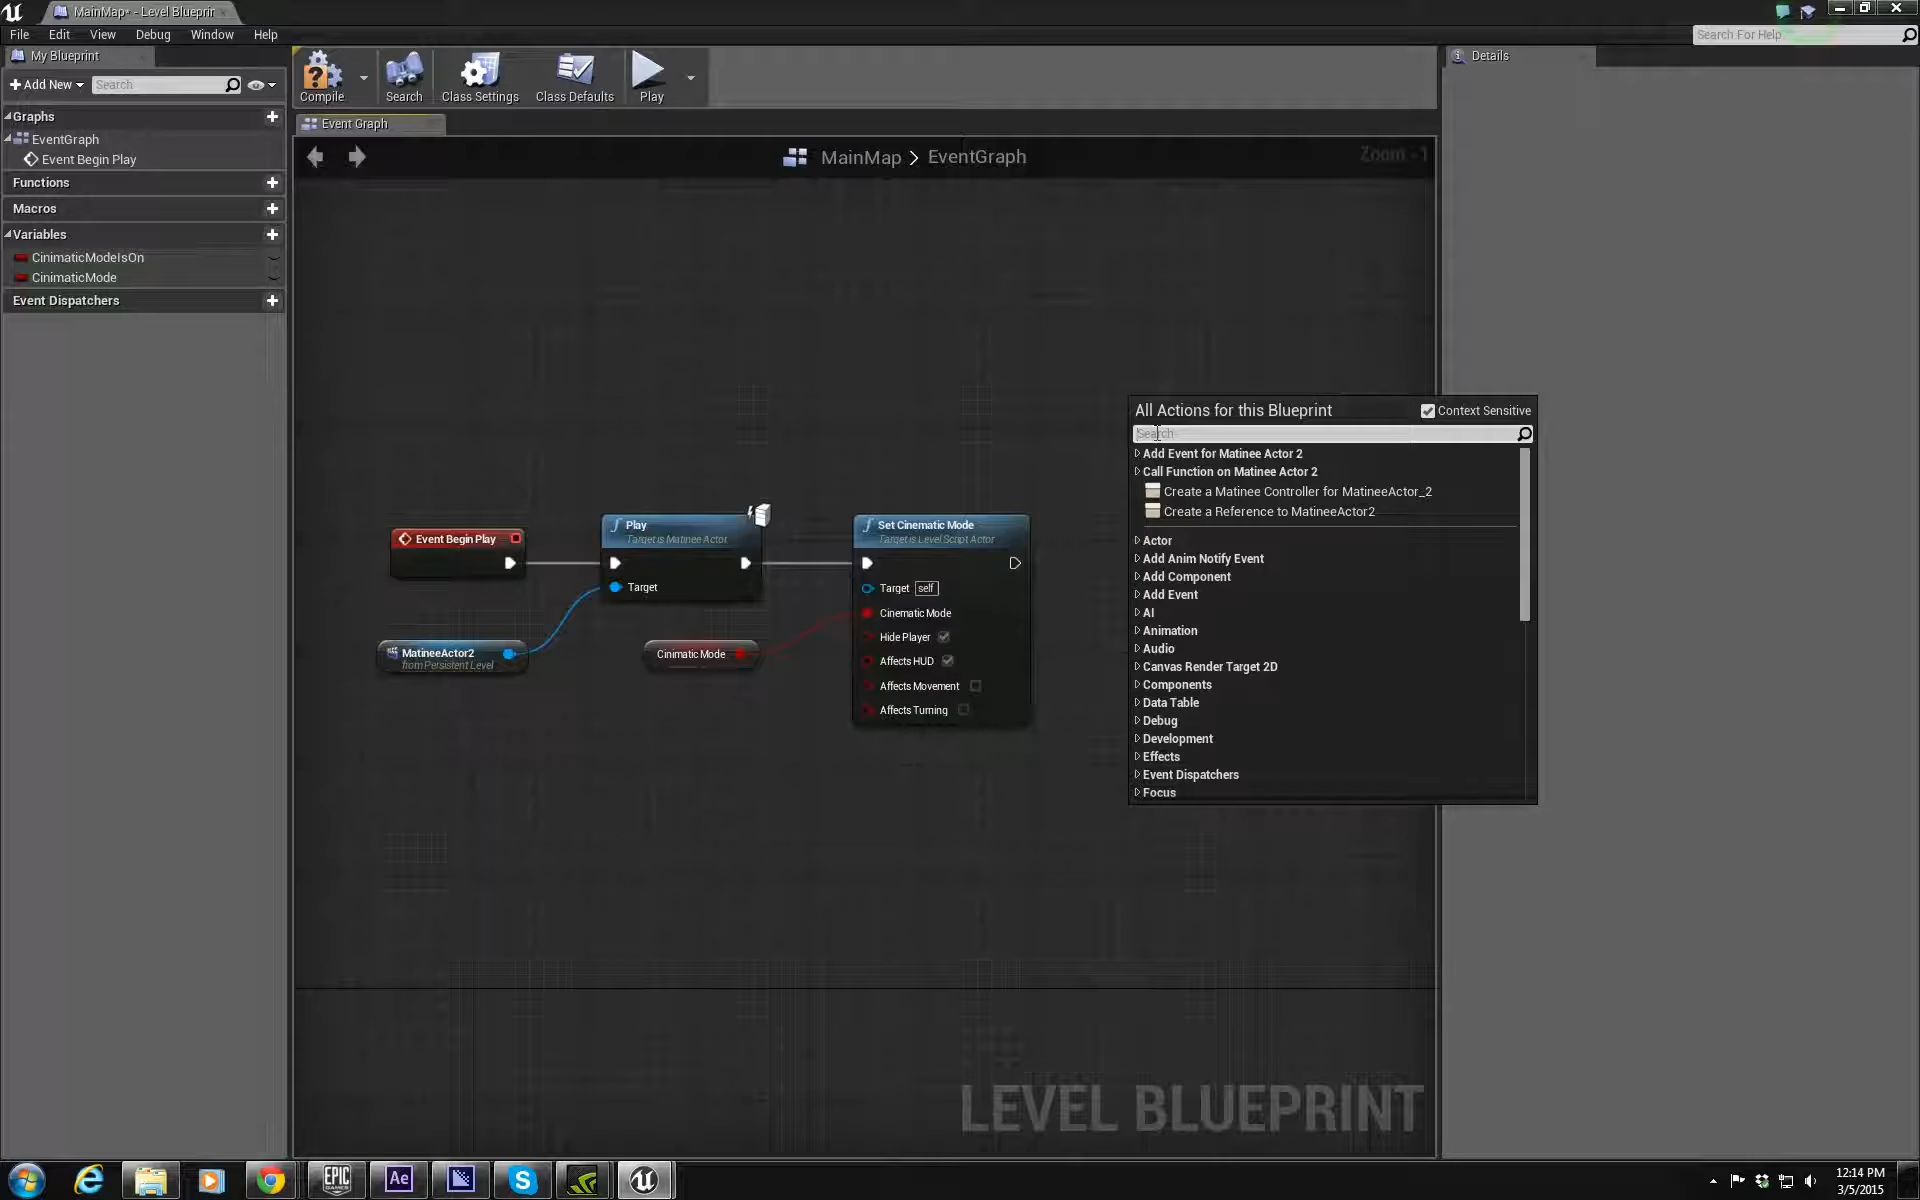 MainMap* - Level Blueprir
File Edit View Debug Window Help
Search For Help
My Blueprint
Add New Search
Graphs
EventGraph
Event Begin Play
Functions
Macros
Variables
CinimaticModeIsOn
CinimaticMode
Event Dispatchers
Compile Search Class Settings Class Defaults Play
Event Graph
MainMap > EventGraph
Zoom -1
Details
Event Begin Play
MatineeActor2
from Persistent Level
Play
Target is Matinee Actor
Target
Cinimatic Mode
Set Cinematic Mode
Target is Level Script Actor
Target self
Cinematic Mode
Hide Player
Affects HUD
Affects Movement
Affects Turning
All Actions for this Blueprint Context Sensitive
Search
Add Event for Matinee Actor 2
Call Function on Matinee Actor 2
Create a Matinee Controller for MatineeActor_2
Create a Reference to MatineeActor2
Actor
Add Anim Notify Event
Add Component
Add Event
AI
Animation
Audio
Canvas Render Target 2D
Components
Data Table
Debug
Development
Effects
Event Dispatchers
Focus
LEVEL BLUEPRINT
EPIC
GAMES
Ae
S
12:14 PM
3/5/2015